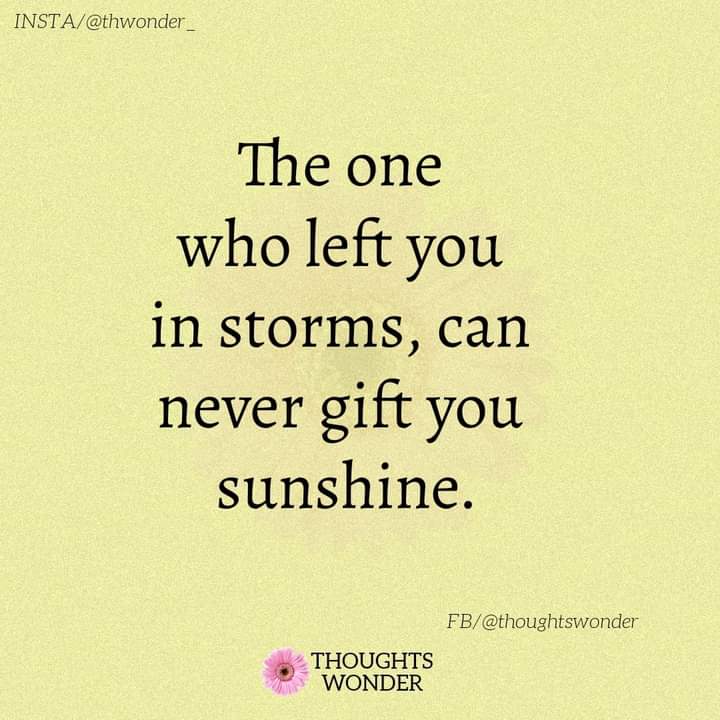 INSTA/@thwonder_
The one
who left you
in storms, can
never gift you
sunshine.
FB/@thoughtswonder
THOUGHTS
WONDER